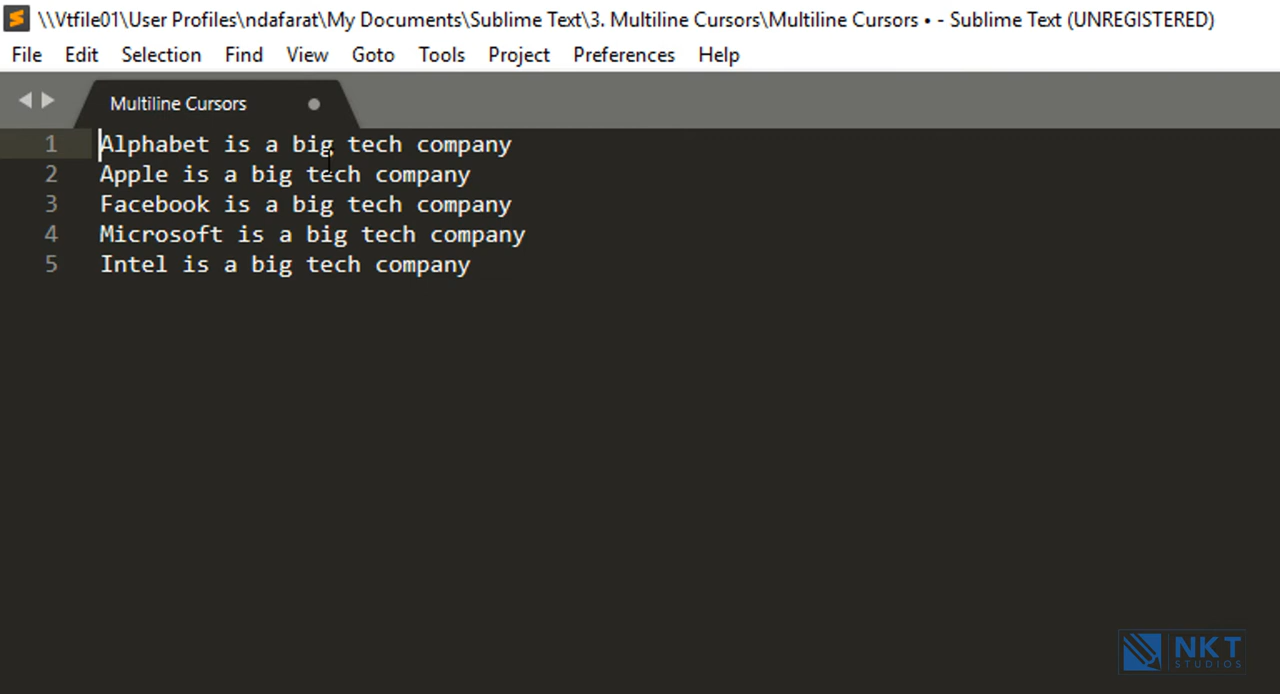 \\Vtfile01\User Profiles\ndafarat\My Documents\Sublime Text\3. Multiline Cursors\Multiline Cursors • - Sublime Text (UNREGISTERED)
File Edit Selection Find View Goto Tools Project Preferences Help
Multiline Cursors
1 Alphabet is a big tech company
2 Apple is a big tech company
3 Facebook is a big tech company
4 Microsoft is a big tech company
5 Intel is a big tech company
NKT
STUDIOS